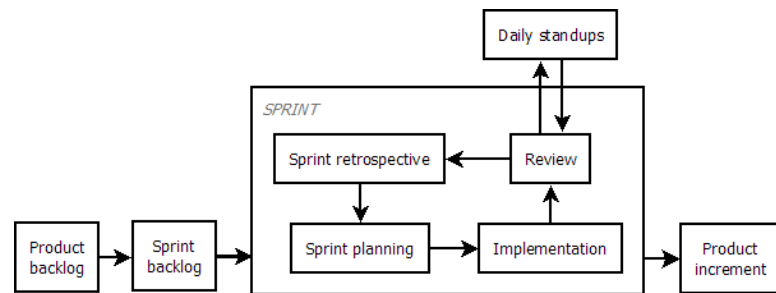 Daily standups
SPRINT
Sprint retrospective
Review
Sprint planning
Implementation
Product
backlog
Sprint
backlog
Product
increment